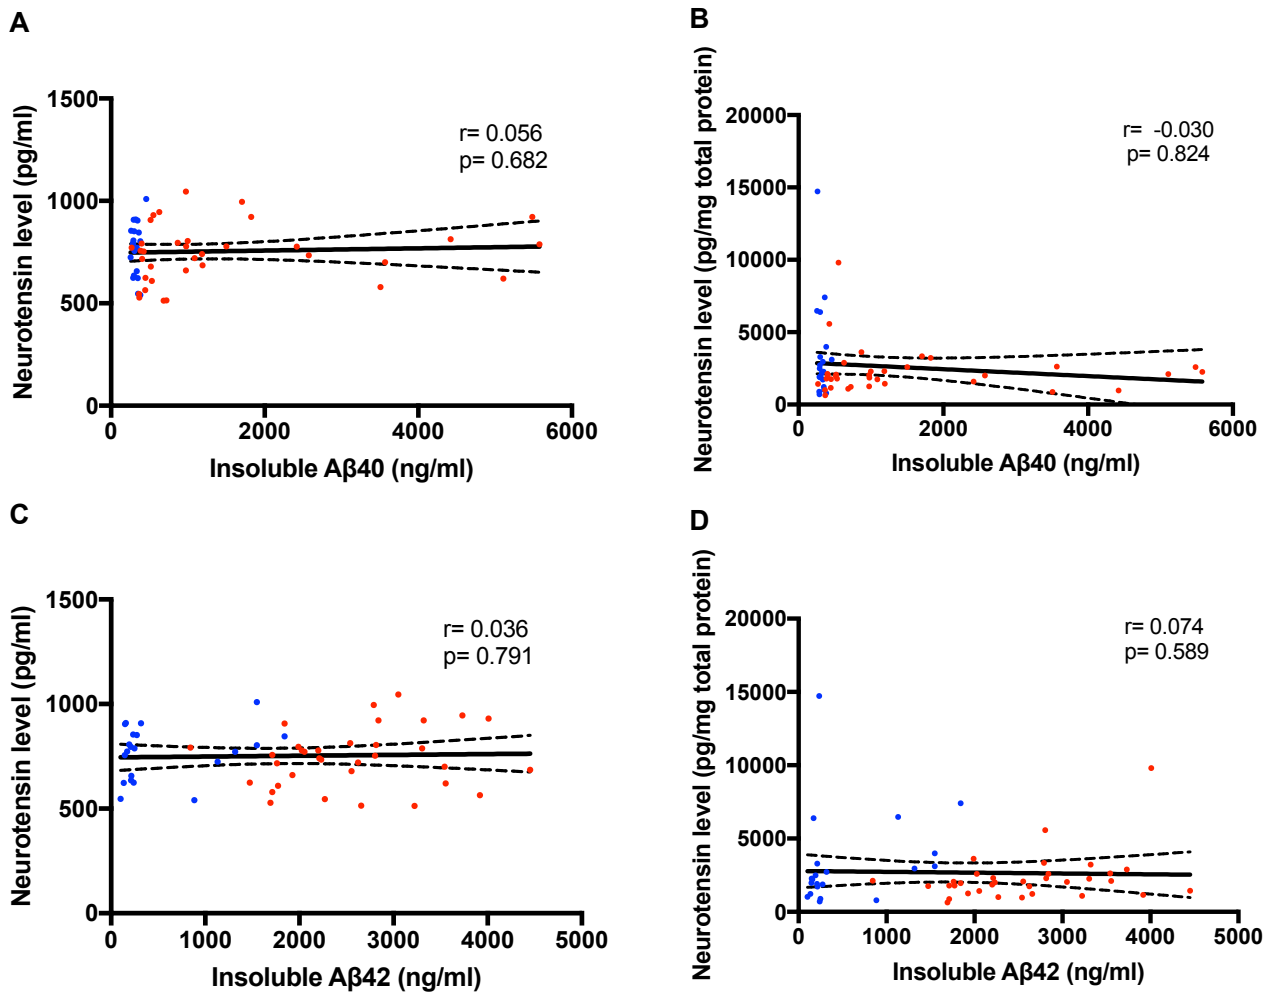 A
Neurotensin level (pg/ml)
1500
1000
500
0
r= 0.056
p= 0.682
0 2000 4000 6000
Insoluble Aβ40 (ng/ml)
B
Neurotensin level (pg/mg total protein)
20000
15000
10000
5000
0
r= -0.030
p= 0.824
0 2000 4000 6000
Insoluble Aβ40 (ng/ml)
C
Neurotensin level (pg/ml)
1500
1000
500
0
r= 0.036
p= 0.791
0 1000 2000 3000 4000 5000
Insoluble Aβ42 (ng/ml)
D
Neurotensin level (pg/mg total protein)
20000
15000
10000
5000
0
r= 0.074
p= 0.589
0 1000 2000 3000 4000 5000
Insoluble Aβ42 (ng/ml)